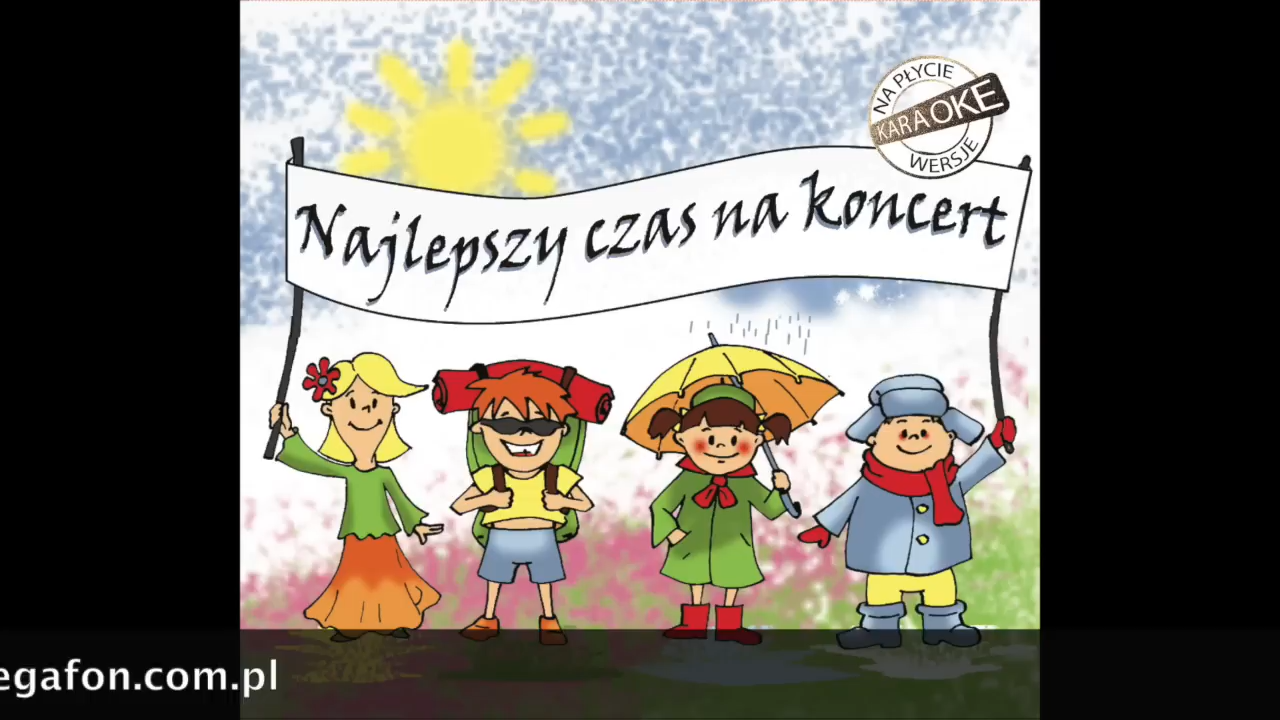 NA PŁYCIE
KARAOKE
WERSJE
Najlepszy czas na koncert
egafon.com.pl